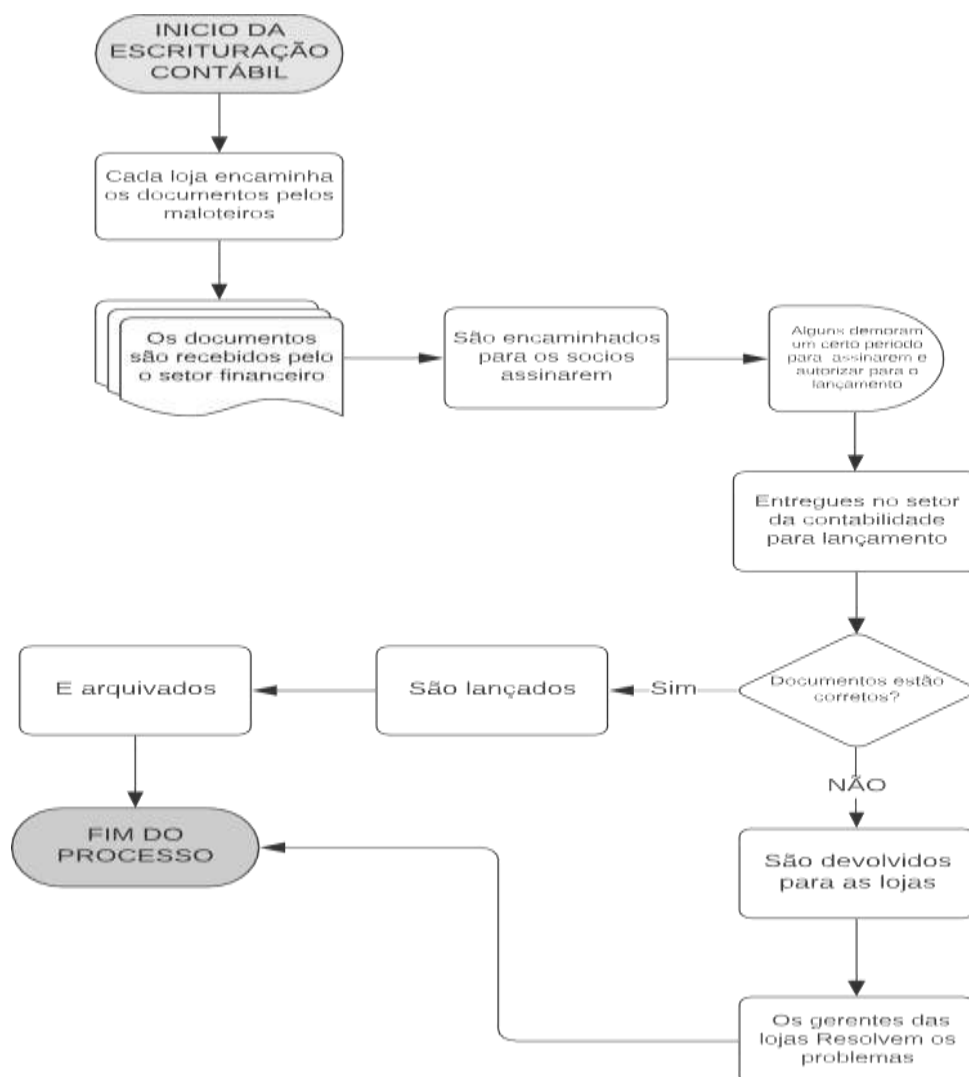 INICIO DA
ESCRITURAÇÃO
CONTÁBIL
Cada loja encaminha
os documentos pelos
maloteiros
Os documentos
são recebidos pelo
o setor financeiro
São encaminhados
para os socios
assinarem
Alguns demoram
um certo periodo
para assinarem e
autorizar para o
lançamento
Entregues no setor
da contabilidade
para lançamento
Documentos estão
corretos?
Sim
São lançados
E arquivados
FIM DO
PROCESSO
NÃO
São devolvidos
para as lojas
Os gerentes das
lojas Resolvem os
problemas